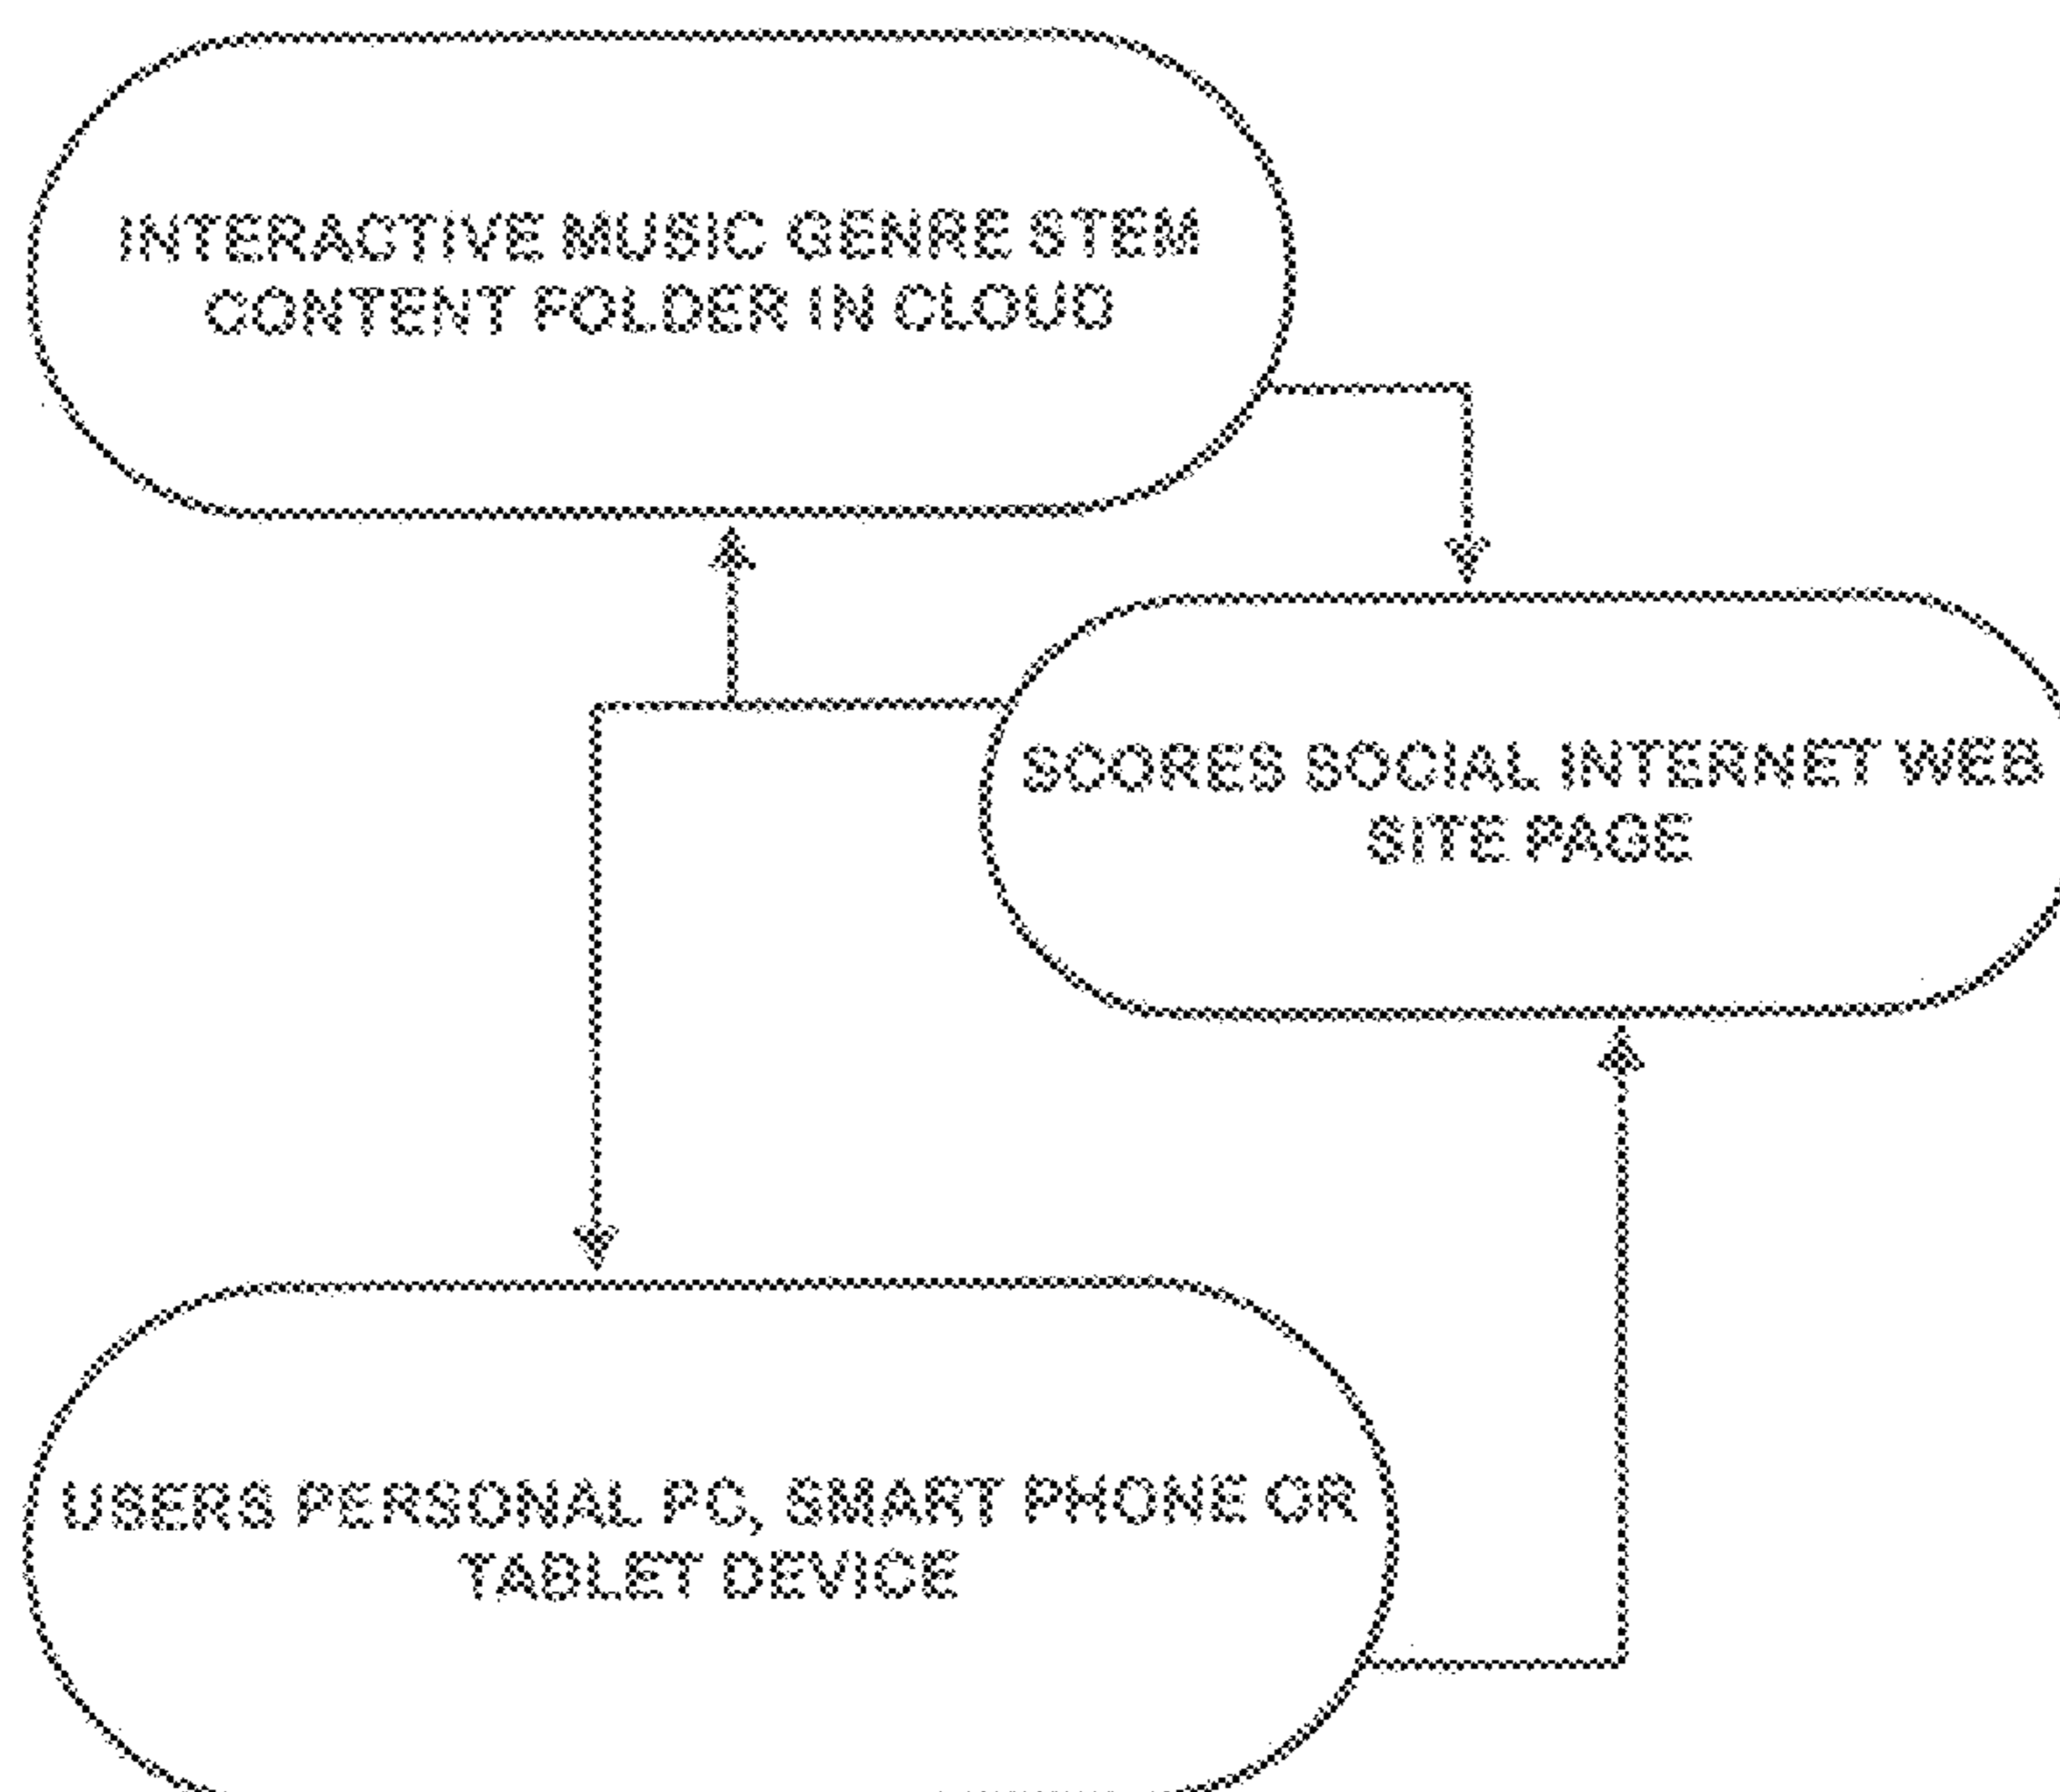 INTERACTIVE MUSIC GENRE STEM
CONTENT FOLDER IN CLOUD
SCORES SOCIAL INTERNET WEB
SITE PAGE
USERS PERSONAL PC, SMART PHONE OR
TABLET DEVICE